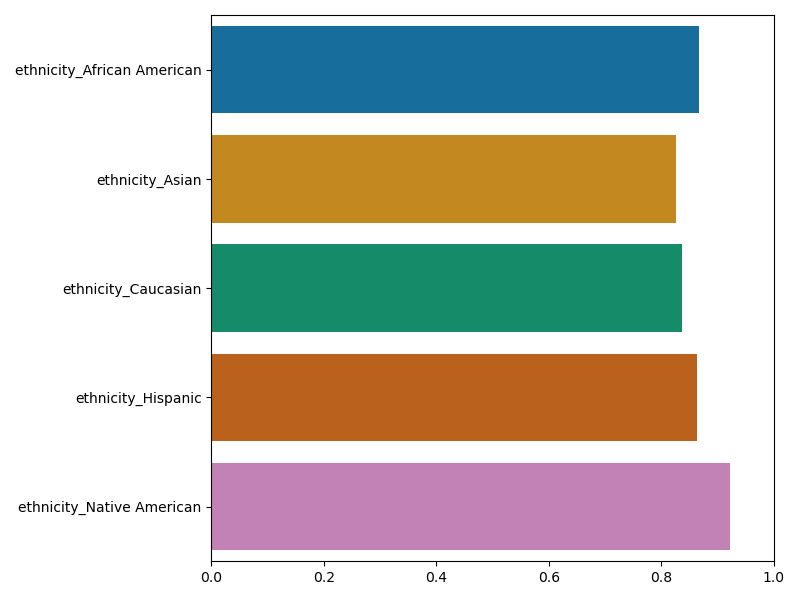 ethnicity_African American
ethnicity_Asian
ethnicity_Caucasian
ethnicity_Hispanic
ethnicity_Native American
0.0 0.2 0.4 0.6 0.8 1.0